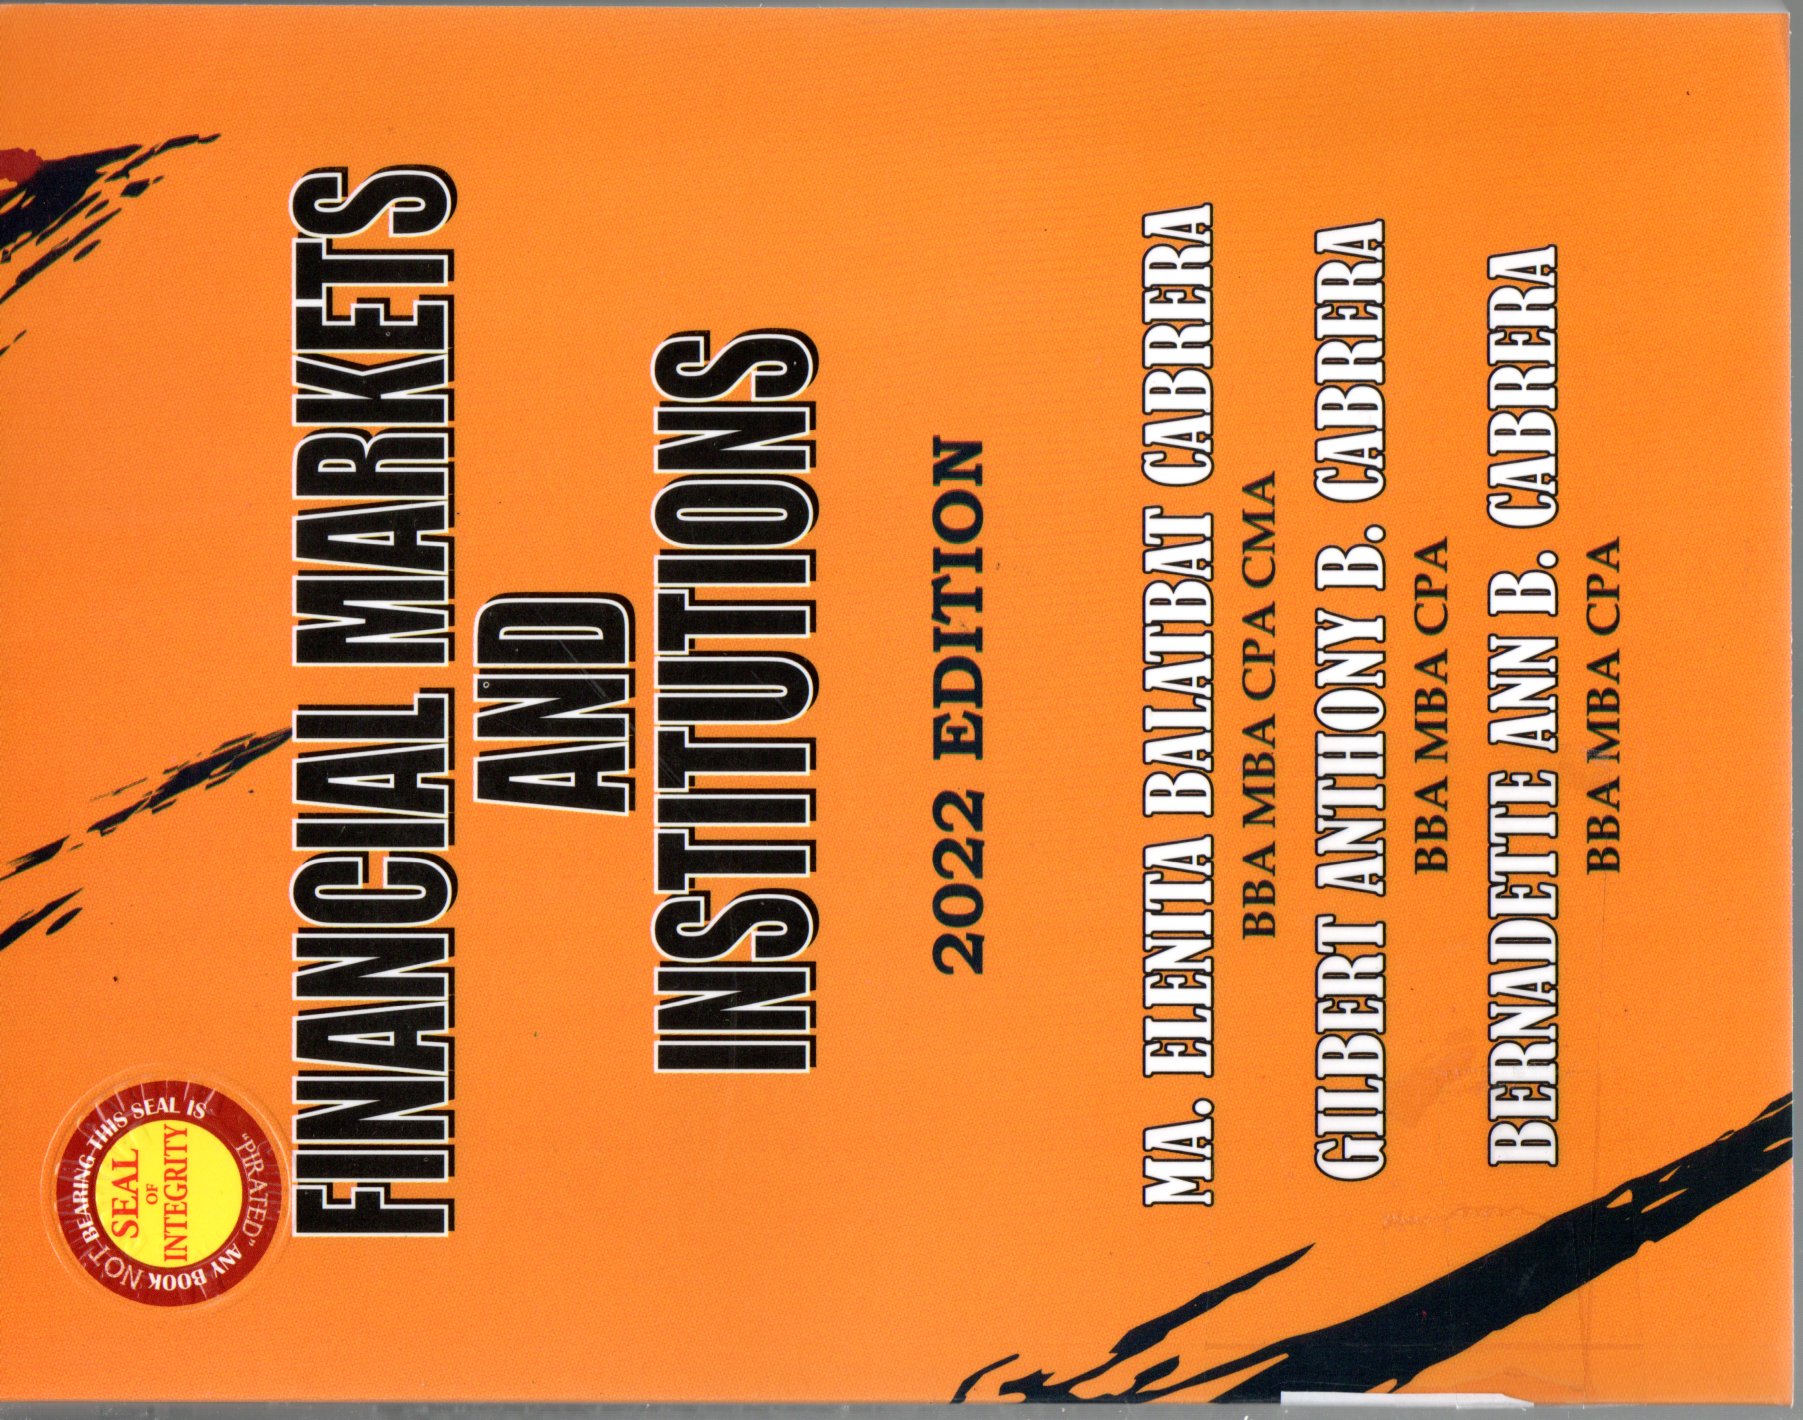 SEAL
OF
INTEGRITY
ANY BOOK NOT BEARING THIS SEAL IS "PIRATED"
FINANCIAL MARKETS
AND
INSTITUTIONS
2022 EDITION
MA. ELENITA BALATBAT CABRERA
BBA MBA CPA CMA
GILBERT ANTHONY B. CABRERA
BBA MBA CPA
BERNADETTE ANN B. CABRERA
BBA MBA CPA